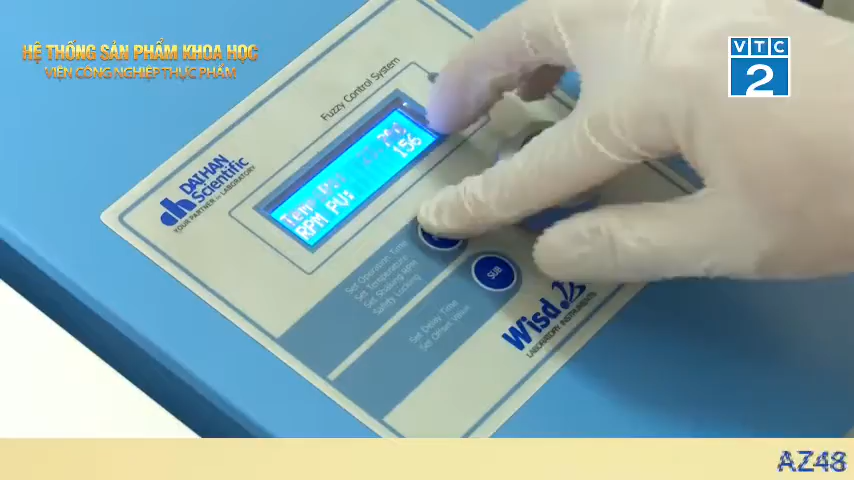 HỆ THỐNG SẢN PHẨM KHOA HỌC
VIỆN CÔNG NGHIỆP THỰC PHẨM
VTC
2
Fuzzy Control System
DAIHAN
Scientific
YOUR PARTNER in LABORATORY
RPM PV: 156
Set Operation Time
Set Temperature
Set Shaking RPM
Safety Locking
Set Delay Time
Set Offset Value
SUB
Wisd
LABORATORY INSTRUMENTS
AZ48